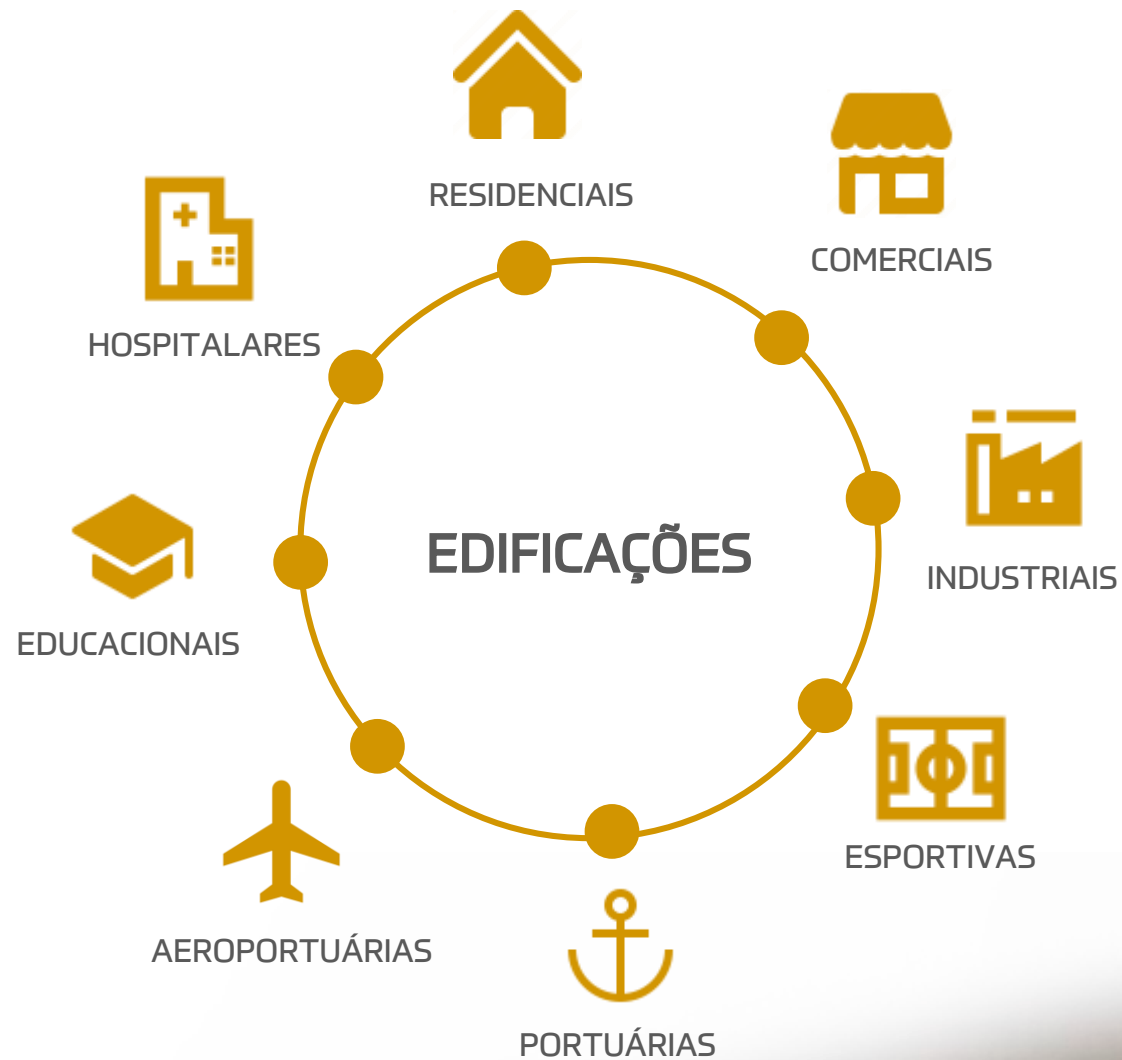 RESIDENCIAIS
COMERCIAIS
HOSPITALARES
EDIFICAÇÕES
INDUSTRIAIS
EDUCACIONAIS
ESPORTIVAS
AEROPORTUÁRIAS
PORTUÁRIAS